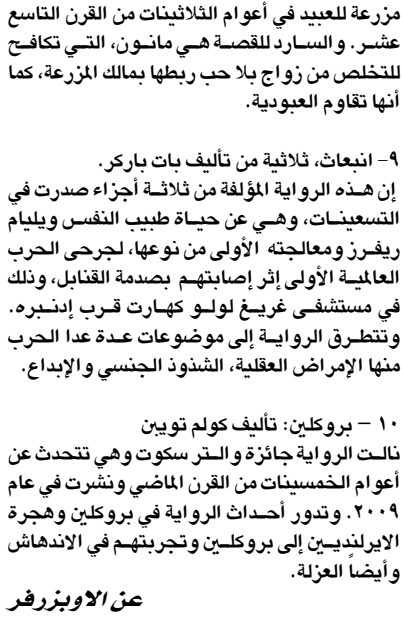 مزرعة للعبيد في أعوام الثلاثينات من القرن التاسع
عشر. والسارد للقصة هي مانون، التي تكافح
للتخلص من زواج بلا حب ربطها بمالك المزرعة، كما
أنها تقاوم العبودية.
٩- انبعاث، ثلاثية من تأليف بات باركر.
إن هذه الرواية المؤلفة من ثلاثة أجزاء صدرت في
التسعينات، وهي عن حياة طبيب النفس ويليام
ريفرز ومعالجته الأولى من نوعها، لجرحى الحرب
العالمية الأولى إثر إصابتهم بصدمة القنابل، وذلك
في مستشفى غريغ لولو كهارت قرب إدنبره.
وتتطرق الرواية إلى موضوعات عدة عدا الحرب
منها الإمراض العقلية، الشذوذ الجنسي والإبداع.
١٠ – بروكلين: تأليف كولم تويبن
نالت الرواية جائزة والتر سكوت وهي تتحدث عن
أعوام الخمسينات من القرن الماضي ونشرت في عام
٢٠٠٩. وتدور أحداث الرواية في بروكلين وهجرة
الايرلنديين إلى بروكلين وتجربتهم في الاندهاش
وأيضاً العزلة.
عن الاوبزرفر